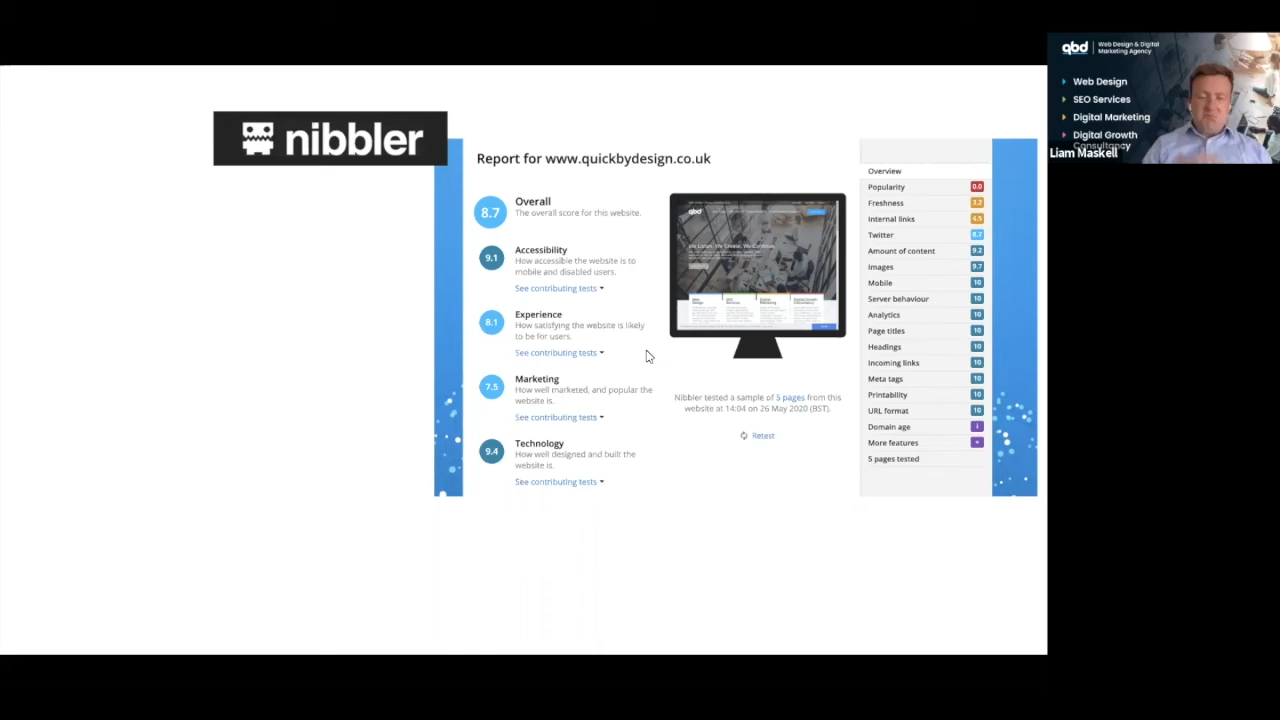 nibbler
Report for www.quickbydesign.co.uk
8.7
Overall
The overall score for this website.
9.1
Accessibility
How accessible the website is to
mobile and disabled users.
See contributing tests
8.1
Experience
How satisfying the website is likely
to be for users.
See contributing tests
7.5
Marketing
How well marketed, and popular the
website is.
See contributing tests
9.4
Technology
How well designed and built the
website is.
See contributing tests
qbd
We Listen. We Create. We Continue.
Nibbler tested a sample of 5 pages from this
website at 14:04 on 26 May 2020 (BST).
Retest
Overview
Popularity 0.0
Freshness 3.2
Internal links 4.5
Twitter 8.7
Amount of content 9.2
Images 9.7
Mobile 10
Server behaviour 10
Analytics 10
Page titles 10
Headings 10
Incoming links 10
Meta tags 10
Printability 10
URL format 10
Domain age i
More features +
5 pages tested
qbd
Web Design & Digital
Marketing Agency
Web Design
SEO Services
Digital Marketing
Digital Growth
Consultancy
Liam Maskell